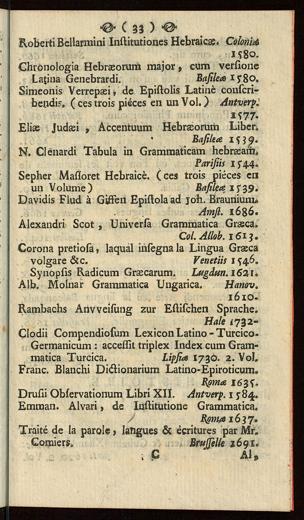 ( 33 )
Roberti Bellarmini Institutiones Hebraicæ. Coloniæ
1580.
Chronologia Hebræorum major, cum versione
Latina Genebrardi. Basileæ 1580.
Simeonis Verrepæi, de Epistolis Latinè conscri-
bendis. (ces trois piéces en un Vol.) Antverp.
1577.
Eliæ Judæi, Accentuum Hebræorum Liber.
Basileæ 1539.
N. Clenardi Tabula in Grammaticam hebræam.
Parisiis 1544.
Sepher Massoret Hebraicè. (ces trois piéces en
un Volume) Basileæ 1539.
Davidis Flud à Gissen Epistola ad Joh. Braunium.
Amst. 1686.
Alexandri Scot, Universa Grammatica Græca.
Col. Allob. 1613.
Corona pretiosa, laqual insegna la Lingua Græca
volgare &c. Venetiis 1546.
Synopsis Radicum Græcarum. Lugdun. 1621.
Alb. Molnar Grammatica Ungarica. Hanov.
1610.
Rambachs Anvveisung zur Estischen Sprache.
Hale 1732.
Clodii Compendiosum Lexicon Latino-Turcico-
Germanicum: accessit triplex Index cum Gram-
matica Turcica. Lipsiæ 1730. 2. Vol.
Franc. Blanchi Dictionarium Latino-Epiroticum.
Romæ 1635.
Drusii Observationum Libri XII. Antverp. 1584.
Emman. Alvari, de Institutione Grammatica.
Romæ 1637.
Traité de la parole, langues & écritures par Mr.
Comiers. Brusselle 1691.
C Al,